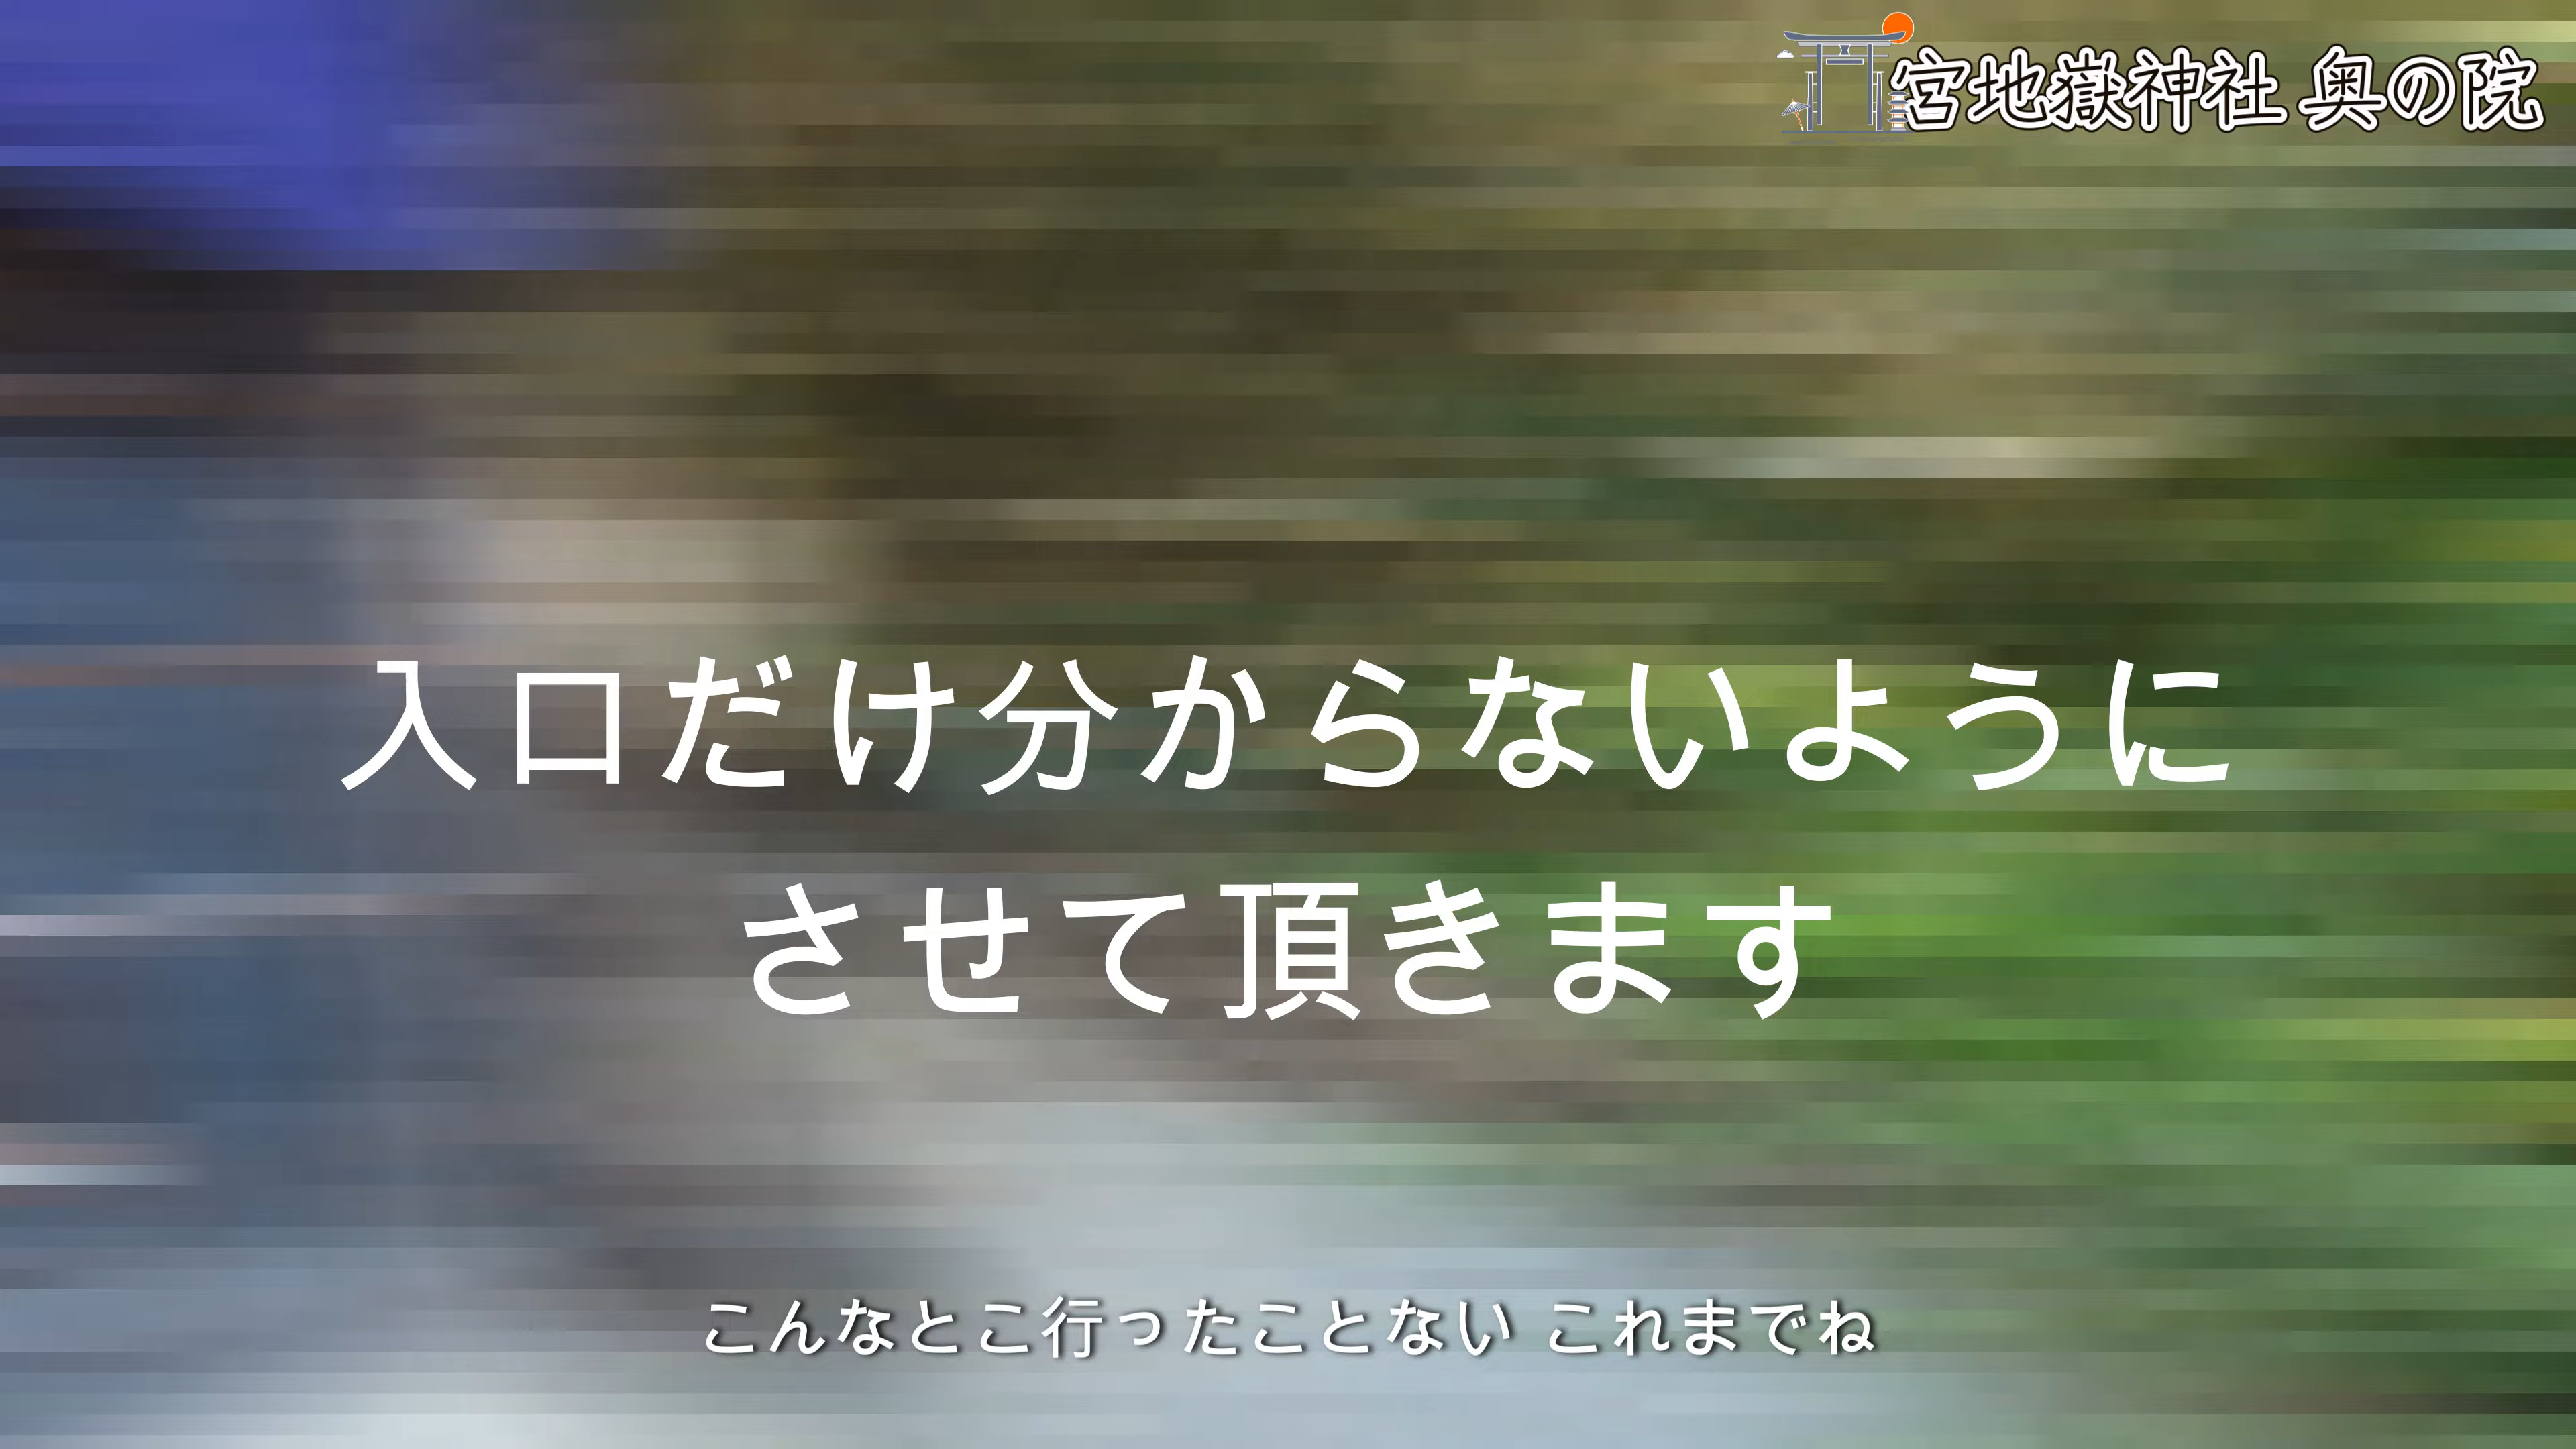 宮地嶽神社 奥の院
入口だけ分からないように
させて頂きます
こんなとこ行ったことない これまでね